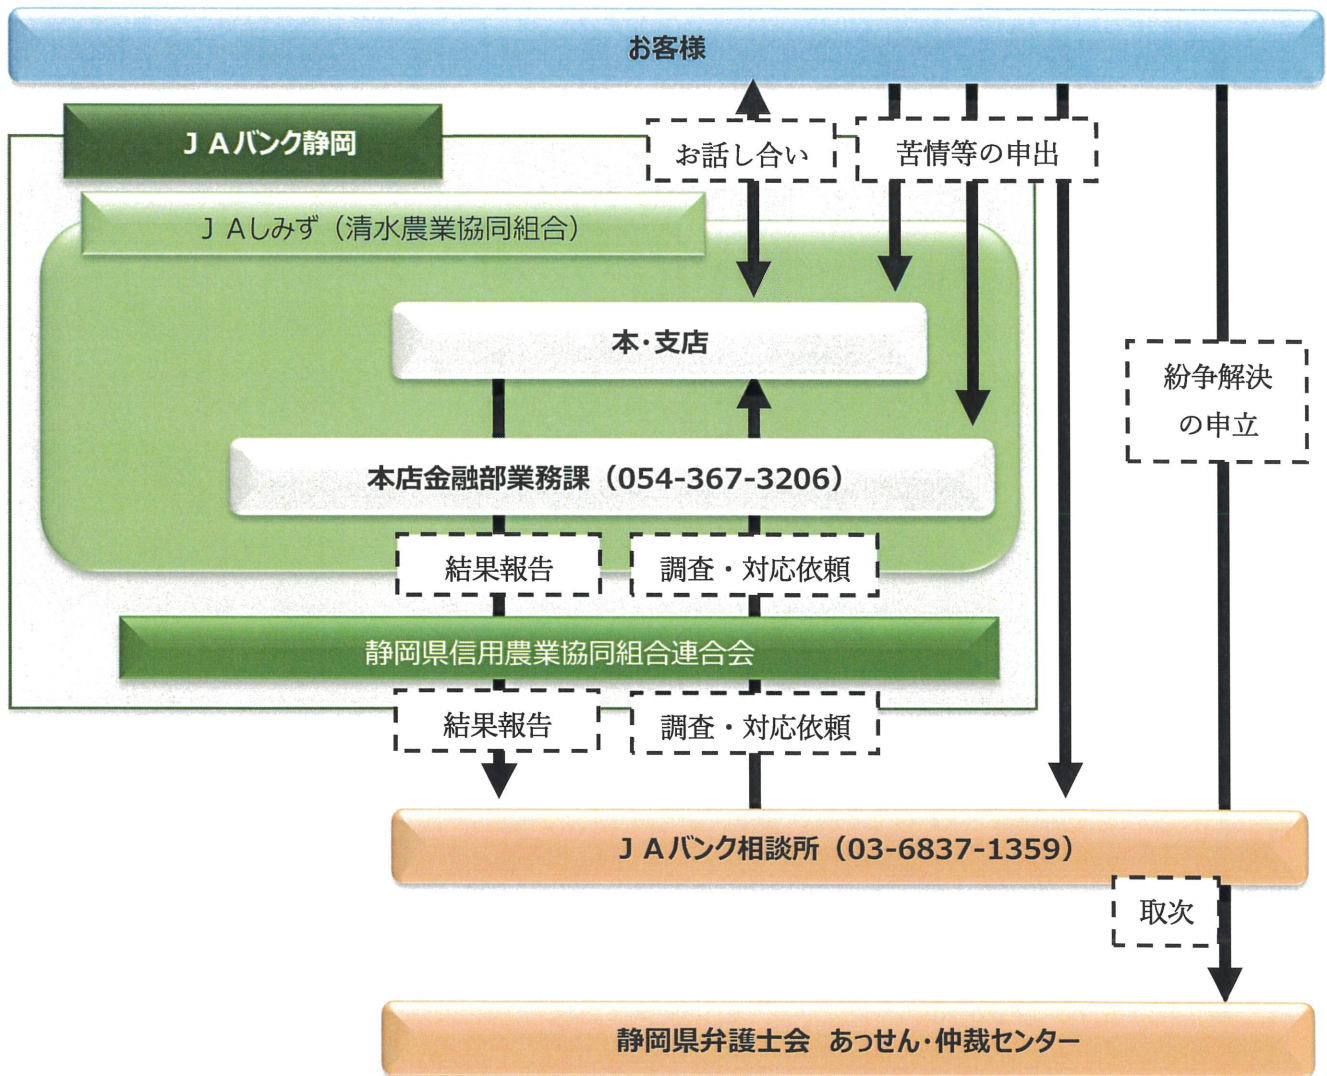 お客様
JAバンク静岡
お話し合い
苦情等の申出
JAしみず（清水農業協同組合）
本・支店
紛争解決
の申立
本店金融部業務課（054-367-3206）
結果報告
調査・対応依頼
静岡県信用農業協同組合連合会
結果報告
調査・対応依頼
JAバンク相談所（03-6837-1359）
取次
静岡県弁護士会 あっせん・仲裁センター